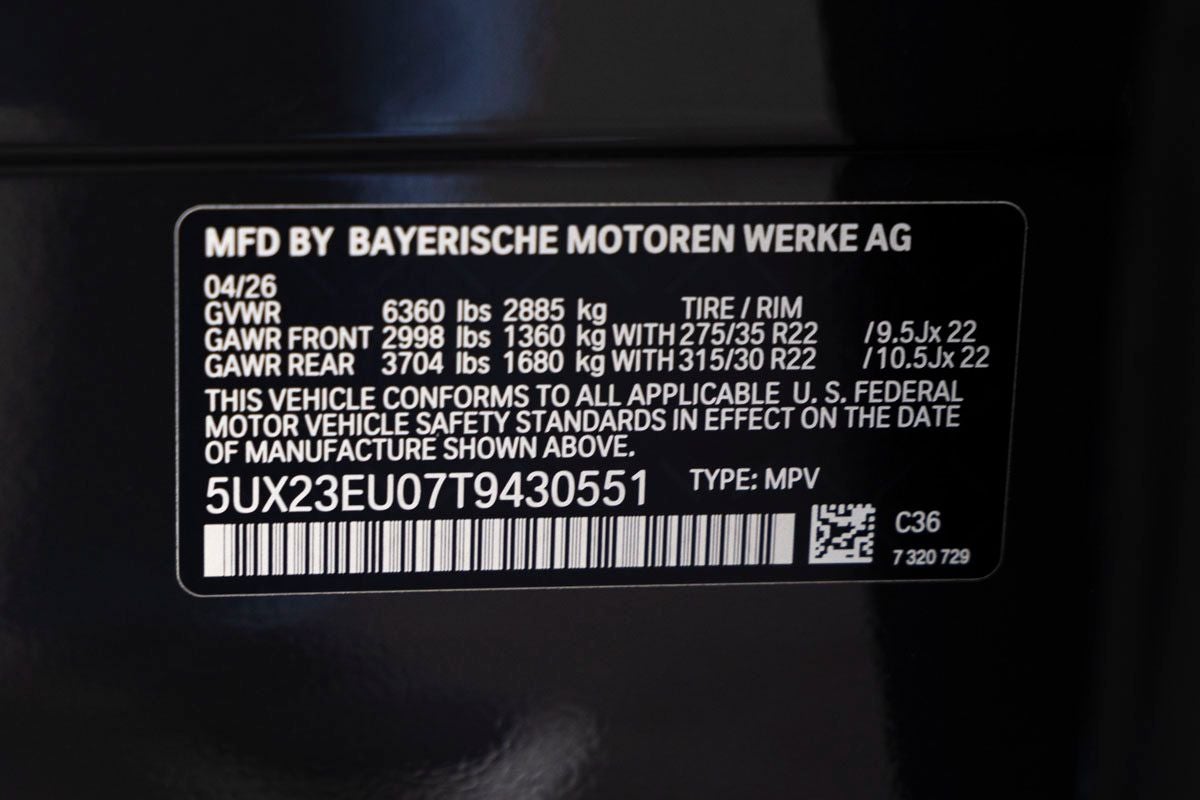 MFD BY BAYERISCHE MOTOREN WERKE AG
04/26
GVWR 6360 lbs 2885 kg TIRE / RIM
GAWR FRONT 2998 lbs 1360 kg WITH 275/35 R22 /9.5Jx 22
GAWR REAR 3704 lbs 1680 kg WITH 315/30 R22 /10.5Jx 22
THIS VEHICLE CONFORMS TO ALL APPLICABLE U. S. FEDERAL
MOTOR VEHICLE SAFETY STANDARDS IN EFFECT ON THE DATE
OF MANUFACTURE SHOWN ABOVE.
5UX23EU07T9430551 TYPE: MPV
C36
7 320 729